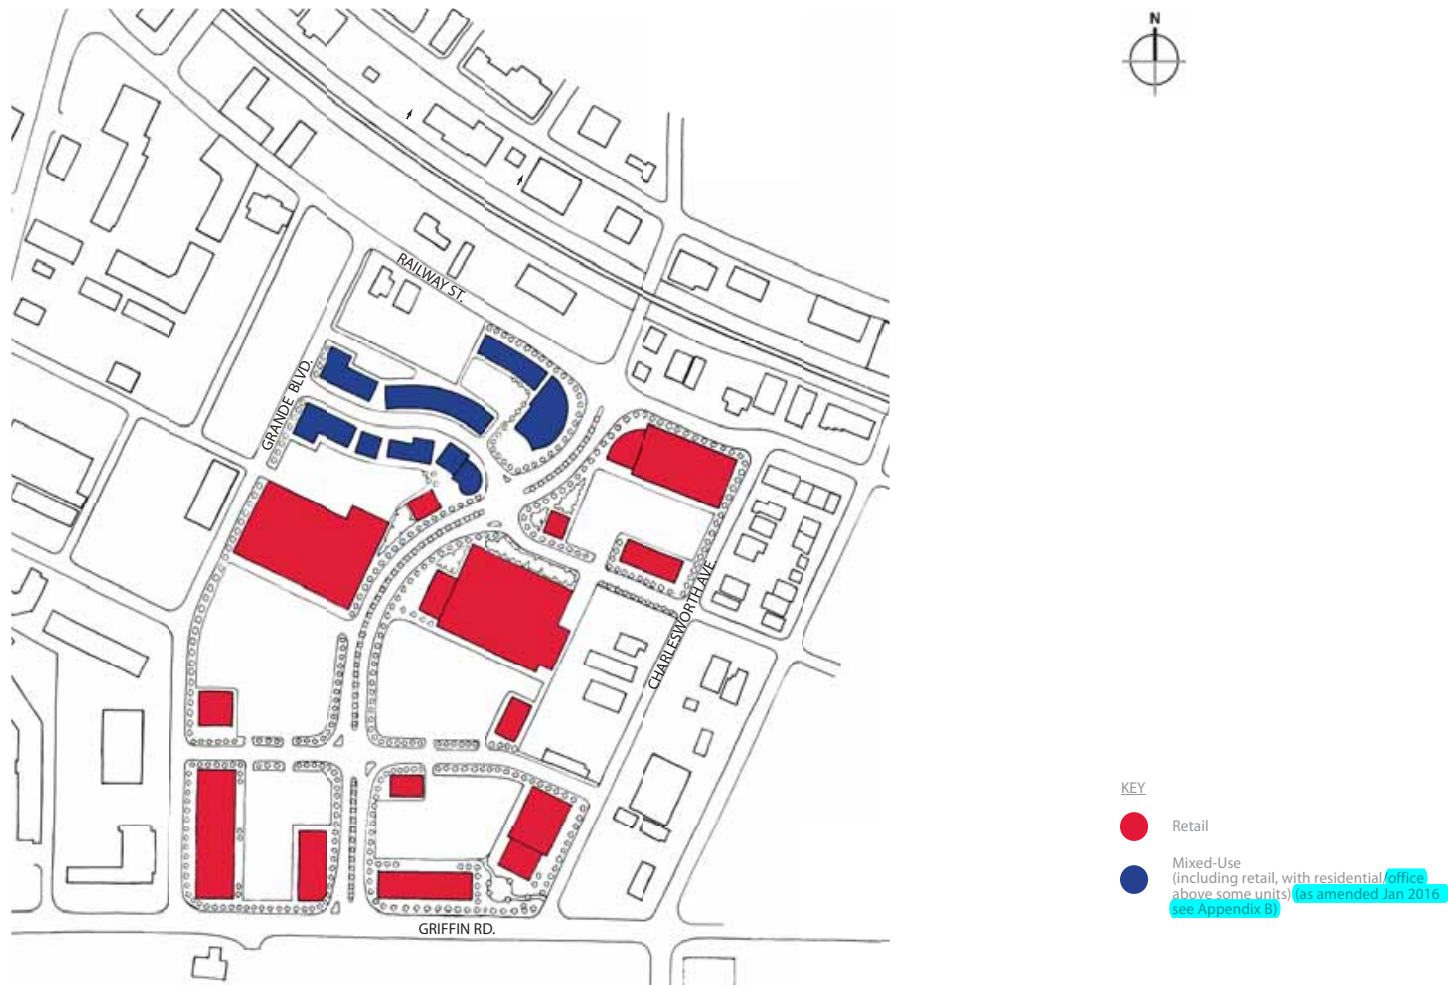 N
RAILWAY ST.
GRANDE BLVD.
CHARLESWORTH AVE.
GRIFFIN RD.
KEY
Retail
Mixed-Use
(including retail, with residential/office
above some units) (as amended Jan 2016
see Appendix B)